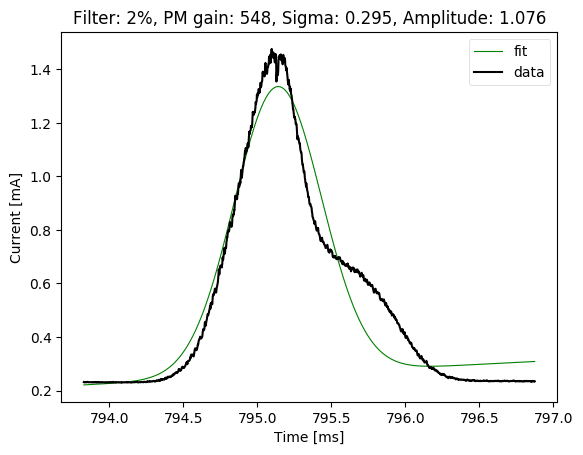 Filter: 2%, PM gain: 548, Sigma: 0.295, Amplitude: 1.076
fit
data
1.4
1.2
1.0
0.8
0.6
0.4
0.2
Current [mA]
794.0 794.5 795.0 795.5 796.0 796.5 797.0
Time [ms]